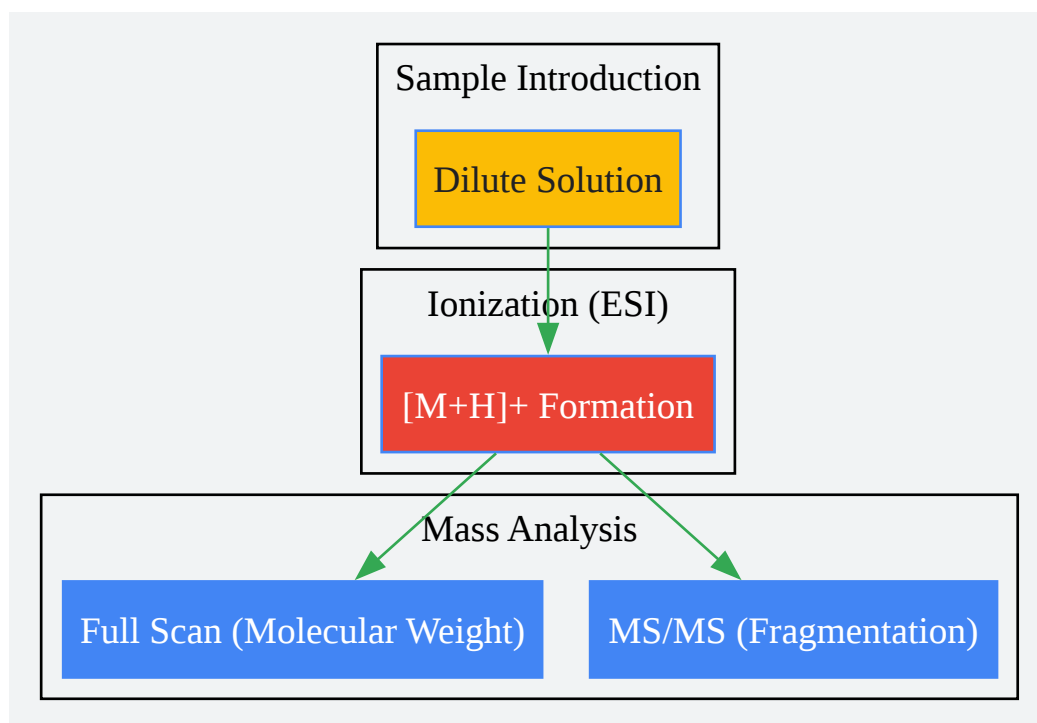 Sample Introduction
Dilute Solution
Ionization (ESI)
[M+H]+ Formation
Mass Analysis
Full Scan (Molecular Weight)
MS/MS (Fragmentation)